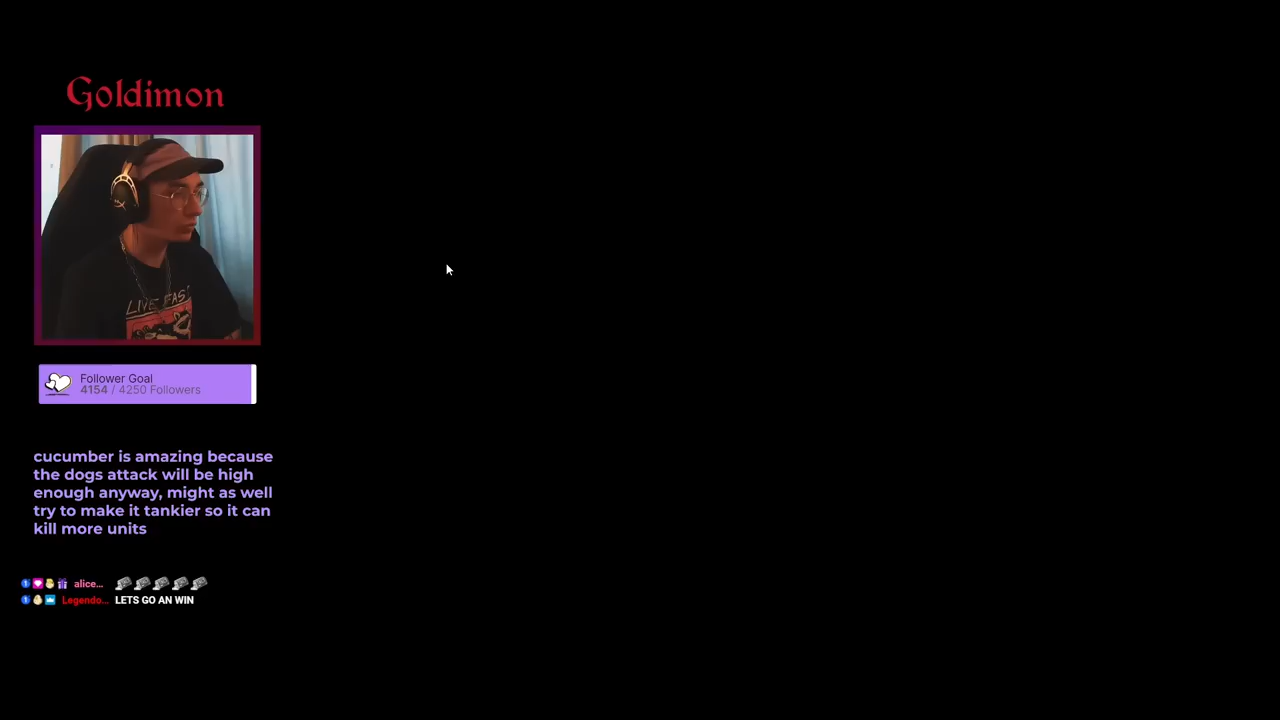 Goldimon
LIVE FAST
Follower Goal
4154 / 4250 Followers
cucumber is amazing because
the dogs attack will be high
enough anyway, might as well
try to make it tankier so it can
kill more units
alice...
Legendo... LETS GO AN WIN